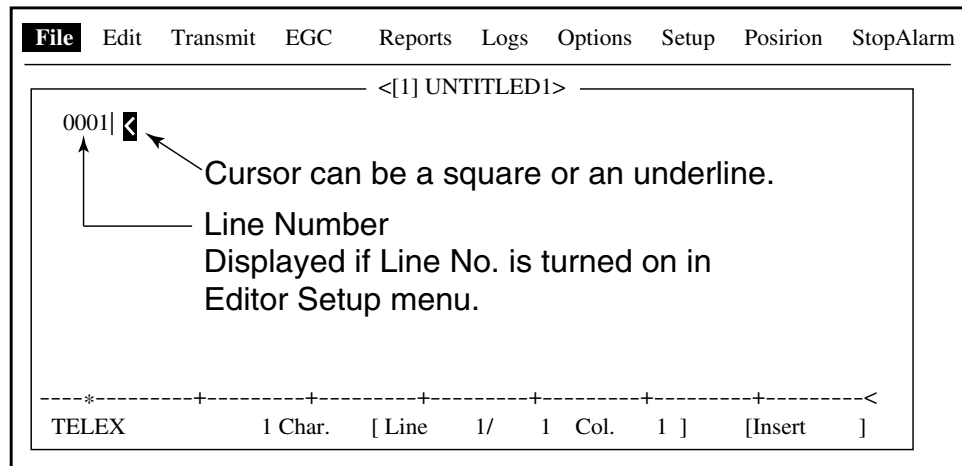 File Edit Transmit EGC Reports Logs Options Setup Posirion StopAlarm
<[1] UNTITLED1>
0001| <
Cursor can be a square or an underline.
Line Number
Displayed if Line No. is turned on in
Editor Setup menu.
----*---------+---------+---------+---------+---------+---------+---------<
TELEX 1 Char. [ Line 1/ 1 Col. 1 ] [Insert ]